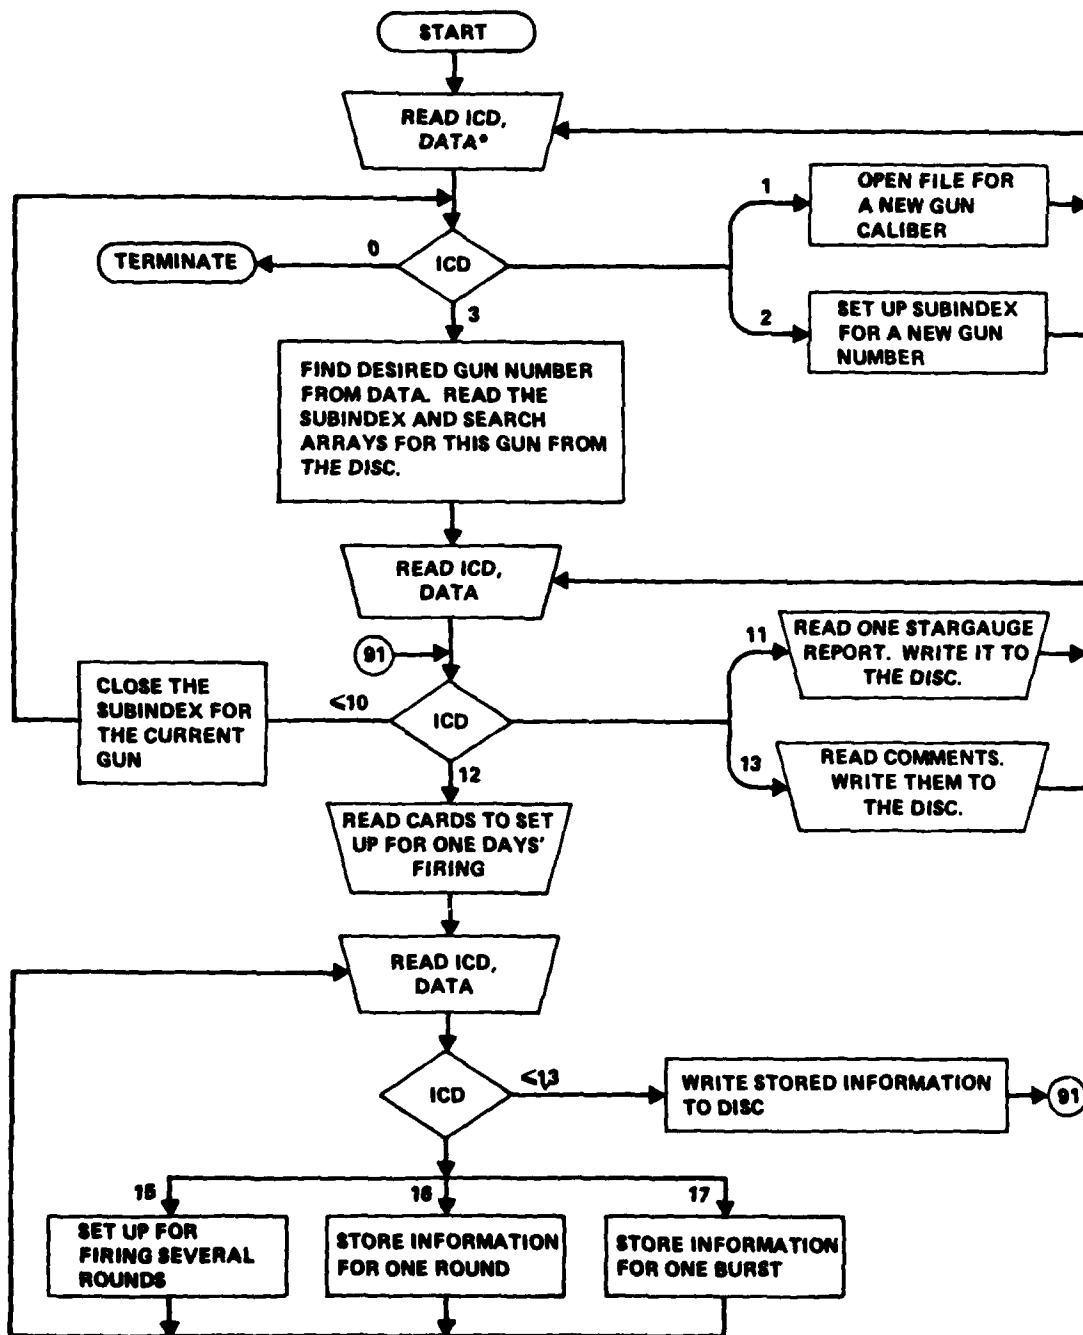 START
READ ICD,
DATA*
1
OPEN FILE FOR
A NEW GUN
CALIBER
TERMINATE
0
ICD
2
SET UP SUBINDEX
FOR A NEW GUN
NUMBER
3
FIND DESIRED GUN NUMBER
FROM DATA. READ THE
SUBINDEX AND SEARCH
ARRAYS FOR THIS GUN FROM
THE DISC.
READ ICD,
DATA
91
11
READ ONE STARGAUGE
REPORT. WRITE IT TO
THE DISC.
CLOSE THE
SUBINDEX FOR
THE CURRENT
GUN
≤10
ICD
13
READ COMMENTS.
WRITE THEM TO
THE DISC.
12
READ CARDS TO SET
UP FOR ONE DAYS'
FIRING
READ ICD,
DATA
ICD
≤13
WRITE STORED INFORMATION
TO DISC
91
15
SET UP FOR
FIRING SEVERAL
ROUNDS
16
STORE INFORMATION
FOR ONE ROUND
17
STORE INFORMATION
FOR ONE BURST